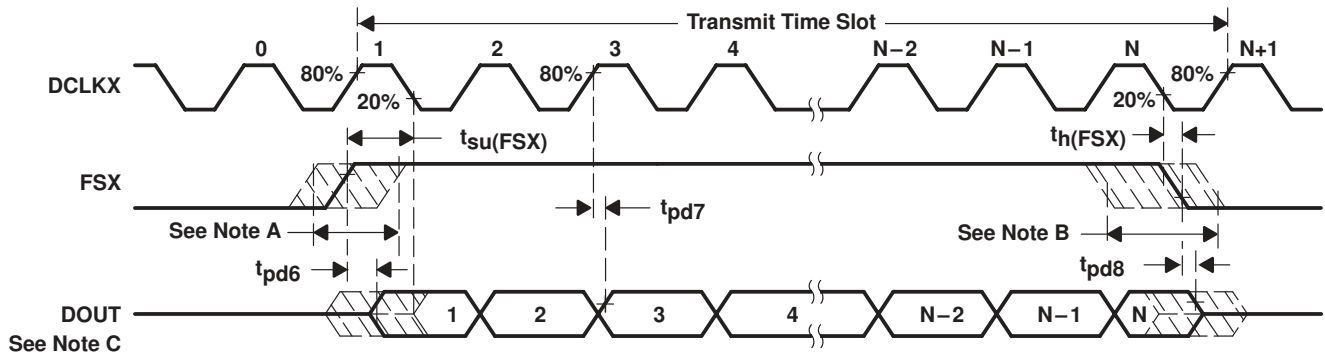 Transmit Time Slot
0 1 2 3 4 N−2 N−1 N N+1
80% 80% 80%
DCLKX
20% 20%
tsu(FSX) th(FSX)
FSX
tpd7
See Note A See Note B
tpd6 tpd8
DOUT 1 2 3 4 N−2 N−1 N
See Note C